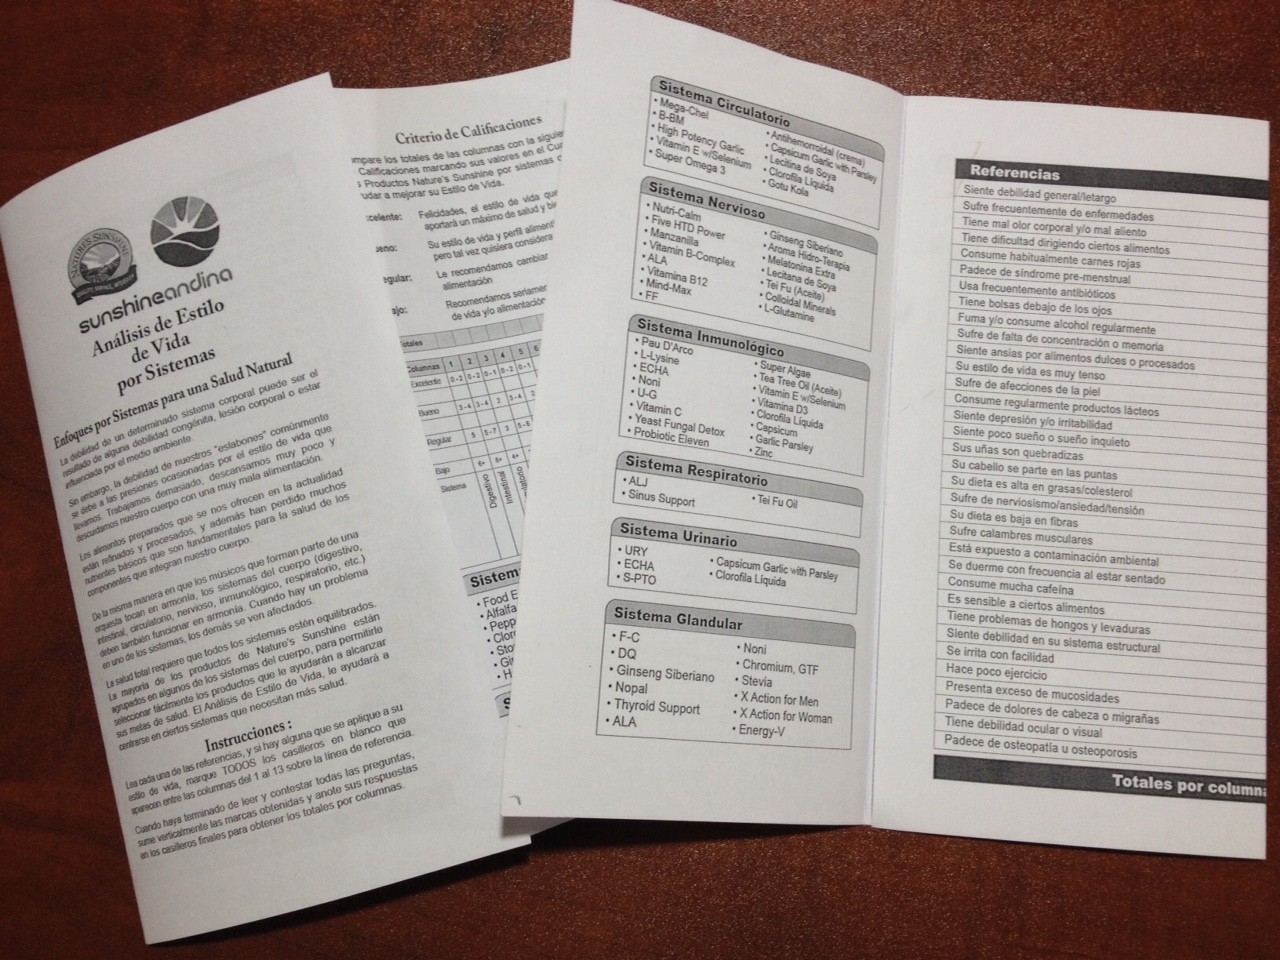 NATURE'S SUNSHINE
QUALITY, SERVICE, INTEGRITY
sunshineandina
Análisis de Estilo
de Vida
por Sistemas
Enfoques por Sistemas para una Salud Natural
La debilidad de un determinado sistema corporal puede ser el
resultado de alguna debilidad congénita, lesión corporal o estar
influenciada por el medio ambiente.
Sin embargo, la debilidad de nuestros "eslabones" comúnmente
se debe a las presiones ocasionadas por el estilo de vida que
llevamos. Trabajamos demasiado, descansamos muy poco y
descuidamos nuestro cuerpo con una muy mala alimentación.
Los alimentos preparados que se nos ofrecen en la actualidad
están refinados y procesados, y además han perdido muchos
nutrientes básicos que son fundamentales para la salud de los
componentes que integran nuestro cuerpo.
De la misma manera en que los músicos que forman parte de una
orquesta tocan en armonía, los sistemas del cuerpo (digestivo,
intestinal, circulatorio, nervioso, inmunológico, respiratorio, etc.)
deben también funcionar en armonía. Cuando hay un problema
en uno de los sistemas, los demás se ven afectados.
La salud total requiere que todos los sistemas estén equilibrados.
La mayoría de los productos de Nature's Sunshine están
agrupados en algunos de los sistemas del cuerpo, para permitirle
seleccionar fácilmente los productos que le ayudarán a alcanzar
sus metas de salud. El Análisis de Estilo de Vida, le ayudará a
centrarse en ciertos sistemas que necesitan más salud.
Instrucciones :
Lea cada una de las referencias, y si hay alguna que se aplique a su
estilo de vida, marque TODOS los casilleros en blanco que
aparecen entre las columnas del 1 al 13 sobre la línea de referencia.
Cuando haya terminado de leer y contestar todas las preguntas,
sume verticalmente las marcas obtenidas y anote sus respuestas
en los casilleros finales para obtener los totales por columnas.
Criterio de Calificaciones
mpare los totales de las columnas con la siguie
Calificaciones marcando sus valores en el Cua
s Productos Nature's Sunshine por sistemas
udar a mejorar su Estilo de Vida.
celente: Felicidades, el estilo de vida que
aportará un máximo de salud y bie
ueno: Su estilo de vida y perfil aliment
pero tal vez quisiera considera
egular: Le recomendamos cambiar
alimentación
ajo: Recomendamos seriamen
de vida y/o alimentación
otales
Columnas 1 2 3 4 5 6
Excelente 0-2 0-2 0-1 0-2 0-1
Bueno 3-4 3-4 2 3-4 2
Regular 5 5-7 3 5-6
Bajo 6+ 6+ 4+
Sistema Digestivo Intestinal
Sistem
• Food E
• Alfalfa
• Pepp
• Clor
• Sto
• Gi
• H
S
Sistema Circulatorio
• Mega-Chel
• B-BM
• High Potency Garlic
• Vitamin E w/Selenium
• Super Omega 3
• Antihemorroidal (crema)
• Capsicum Garlic with Parsley
• Lecitina de Soya
• Clorofila Líquida
• Gotu Kola
Sistema Nervioso
• Nutri-Calm
• Five HTD Power
• Manzanilla
• Vitamin B-Complex
• ALA
• Vitamina B12
• Mind-Max
• FF
• Ginseng Siberiano
• Aroma Hidro-Terapia
• Melatonina Extra
• Lecitana de Soya
• Tei Fu (Aceite)
• Colloidal Minerals
• L-Glutamine
Sistema Inmunológico
• Pau D'Arco
• L-Lysine
• ECHA
• Noni
• U-G
• Vitamin C
• Yeast Fungal Detox
• Probiotic Eleven
• Super Algae
• Tea Tree Oil (Aceite)
• Vitamin E w/Selenium
• Vitamina D3
• Clorofila Líquida
• Capsicum
• Garlic Parsley
• Zinc
Sistema Respiratorio
• ALJ
• Sinus Support
• Tei Fu Oil
Sistema Urinario
• URY
• ECHA
• S-PTO
• Capsicum Garlic with Parsley
• Clorofila Líquida
Sistema Glandular
• F-C
• DQ
• Ginseng Siberiano
• Nopal
• Thyroid Support
• ALA
• Noni
• Chromium, GTF
• Stevia
• X Action for Men
• X Action for Woman
• Energy-V
Referencias
Siente debilidad general/letargo
Sufre frecuentemente de enfermedades
Tiene mal olor corporal y/o mal aliento
Tiene dificultad dirigiendo ciertos alimentos
Consume habitualmente carnes rojas
Padece de síndrome pre-menstrual
Usa frecuentemente antibióticos
Tiene bolsas debajo de los ojos
Fuma y/o consume alcohol regularmente
Sufre de falta de concentración o memoria
Siente ansias por alimentos dulces o procesados
Su estilo de vida es muy tenso
Sufre de afecciones de la piel
Consume regularmente productos lácteos
Siente depresión y/o irritabilidad
Siente poco sueño o sueño inquieto
Sus uñas son quebradizas
Su cabello se parte en las puntas
Su dieta es alta en grasas/colesterol
Sufre de nerviosismo/ansiedad/tensión
Su dieta es baja en fibras
Sufre calambres musculares
Está expuesto a contaminación ambiental
Se duerme con frecuencia al estar sentado
Consume mucha cafeína
Es sensible a ciertos alimentos
Tiene problemas de hongos y levaduras
Siente debilidad en su sistema estructural
Se irrita con facilidad
Hace poco ejercicio
Presenta exceso de mucosidades
Padece de dolores de cabeza o migrañas
Tiene debilidad ocular o visual
Padece de osteopatía u osteoporosis
Totales por column